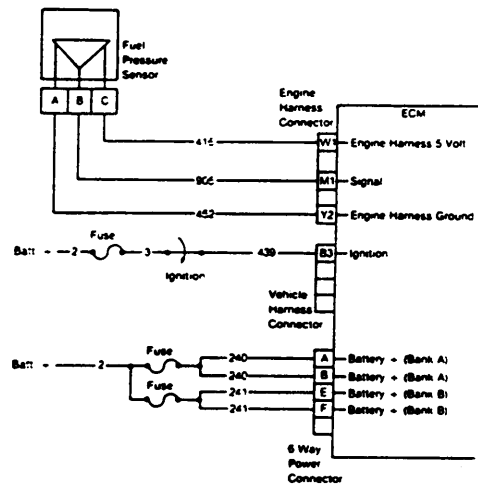 Fuel
Pressure
Sensor
A B C
Engine
Harness
Connector
ECM
416 W1 Engine Harness 5 Volt
905 M1 Signal
452 Y2 Engine Harness Ground
Batt - 2 Fuse 3 Ignition 439 B3 Ignition
Vehicle
Harness
Connector
Batt - 2
Fuse 240 A Battery + (Bank A)
240 B Battery + (Bank A)
Fuse 241 E Battery + (Bank B)
241 F Battery + (Bank B)
6 Way
Power
Connector